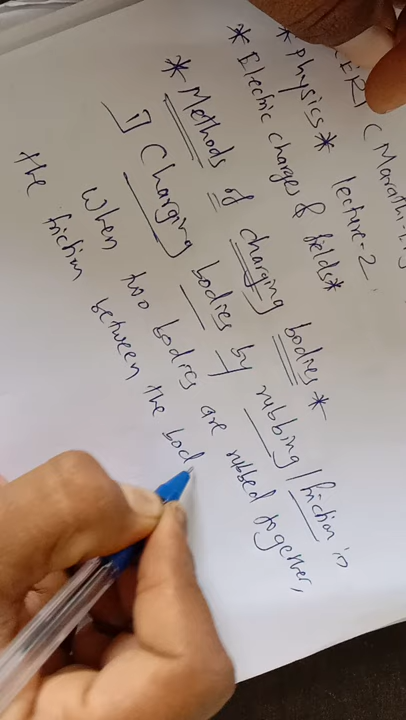 (Marathi
* Physics * lecture-2.
* Electric charges & fields *
* Methods of charging bodies *
i] Charging bodies by rubbing / friction :-
When two bodies are rubbed together,
the friction between the bod